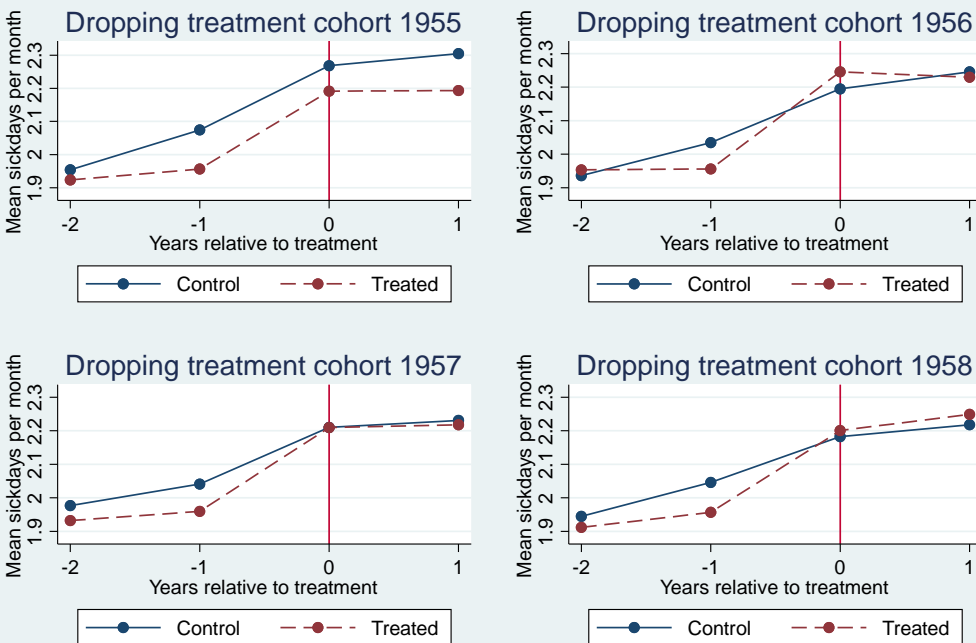 Dropping treatment cohort 1955
Mean sickdays per month
2.3
2.2
2.1
2
1.9
-2 -1 0 1
Years relative to treatment
Control Treated
Dropping treatment cohort 1956
Mean sickdays per month
2.3
2.2
2.1
2
1.9
-2 -1 0 1
Years relative to treatment
Control Treated
Dropping treatment cohort 1957
Mean sickdays per month
2.3
2.2
2.1
2
1.9
-2 -1 0 1
Years relative to treatment
Control Treated
Dropping treatment cohort 1958
Mean sickdays per month
2.3
2.2
2.1
2
1.9
-2 -1 0 1
Years relative to treatment
Control Treated